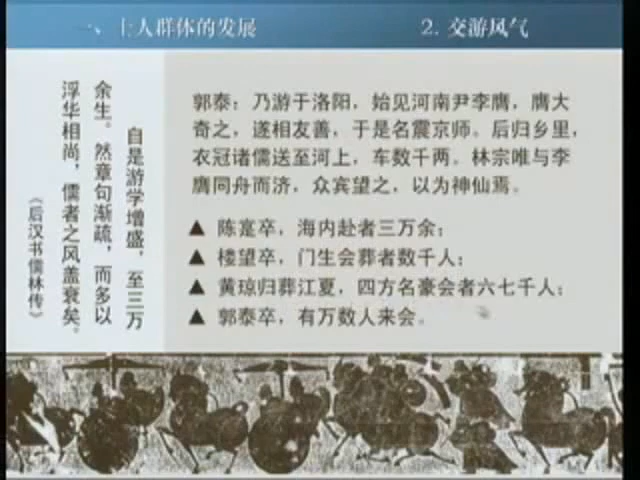 一、士人群体的发展
2. 交游风气
自是游学增盛，至三万
余生。然章句渐疏，而多以
浮华相尚，儒者之风盖衰矣。
《后汉书儒林传》
郭泰：乃游于洛阳，始见河南尹李膺，膺大
奇之，遂相友善，于是名震京师。后归乡里，
衣冠诸儒送至河上，车数千两。林宗唯与李
膺同舟而济，众宾望之，以为神仙焉。
▲ 陈寔卒，海内赴者三万余；
▲ 楼望卒，门生会葬者数千人；
▲ 黄琼归葬江夏，四方名豪会者六七千人；
▲ 郭泰卒，有万数人来会。